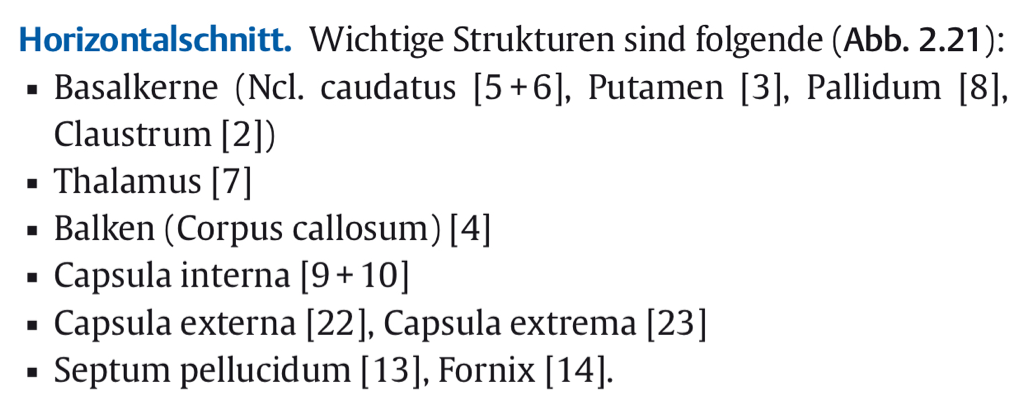 Horizontalschnitt. Wichtige Strukturen sind folgende (Abb. 2.21):
▪ Basalkerne (Ncl. caudatus [5+6], Putamen [3], Pallidum [8],
Claustrum [2])
▪ Thalamus [7]
▪ Balken (Corpus callosum) [4]
▪ Capsula interna [9+10]
▪ Capsula externa [22], Capsula extrema [23]
▪ Septum pellucidum [13], Fornix [14].